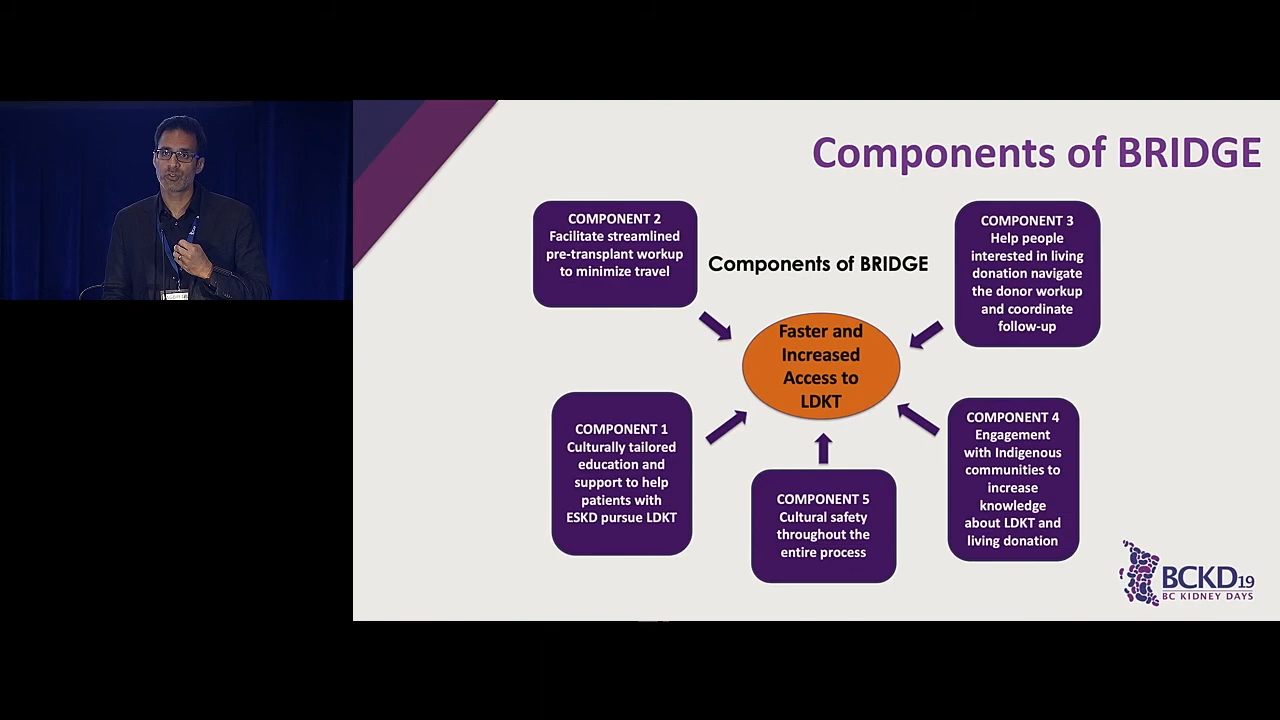 Components of BRIDGE
COMPONENT 2
Facilitate streamlined
pre-transplant workup
to minimize travel
Components of BRIDGE
COMPONENT 3
Help people
interested in living
donation navigate
the donor workup
and coordinate
follow-up
Faster and
Increased
Access to
LDKT
COMPONENT 1
Culturally tailored
education and
support to help
patients with
ESKD pursue LDKT
COMPONENT 5
Cultural safety
throughout the
entire process
COMPONENT 4
Engagement
with Indigenous
communities to
increase
knowledge
about LDKT and
living donation
BCKD19
BC KIDNEY DAYS